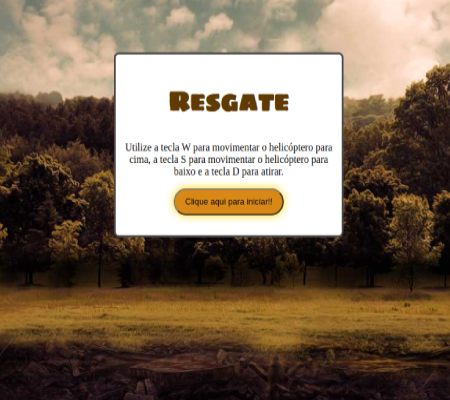 Resgate
Utilize a tecla W para movimentar o helicóptero para
cima, a tecla S para movimentar o helicóptero para
baixo e a tecla D para atirar.
Clique aqui para iniciar!!